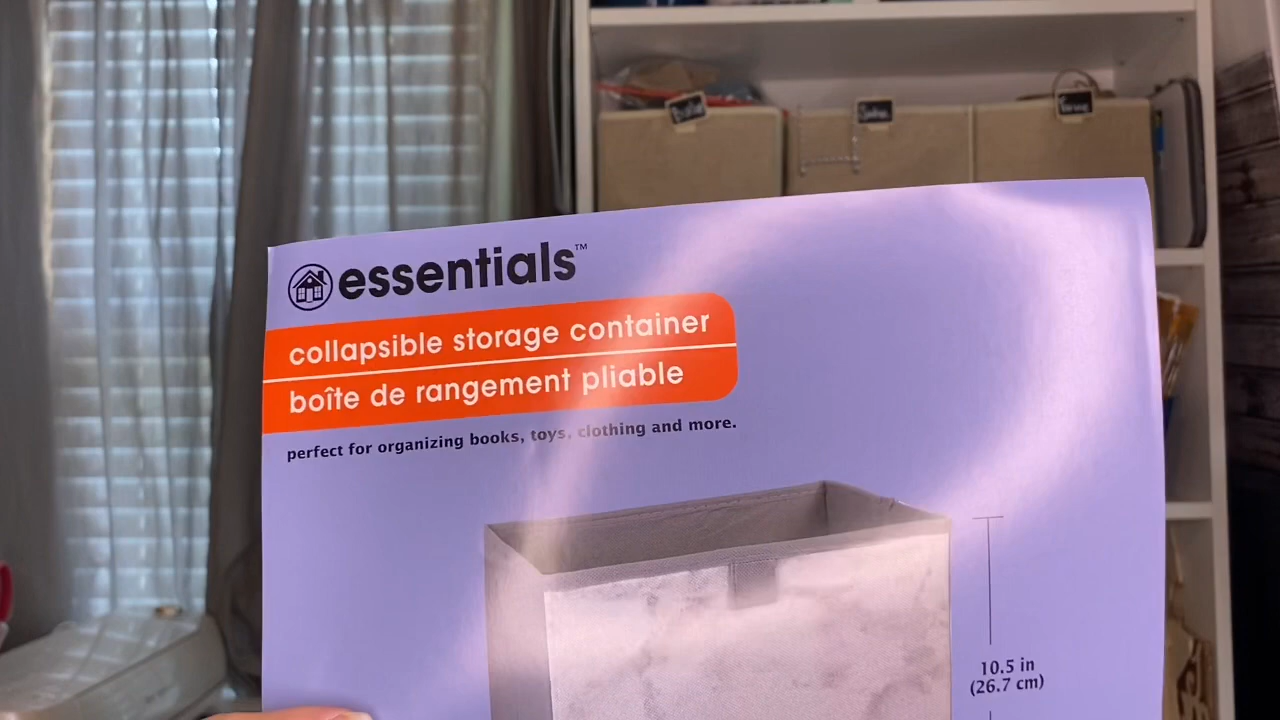 essentials™
collapsible storage container
boîte de rangement pliable
perfect for organizing books, toys, clothing and more.
10.5 in
(26.7 cm)